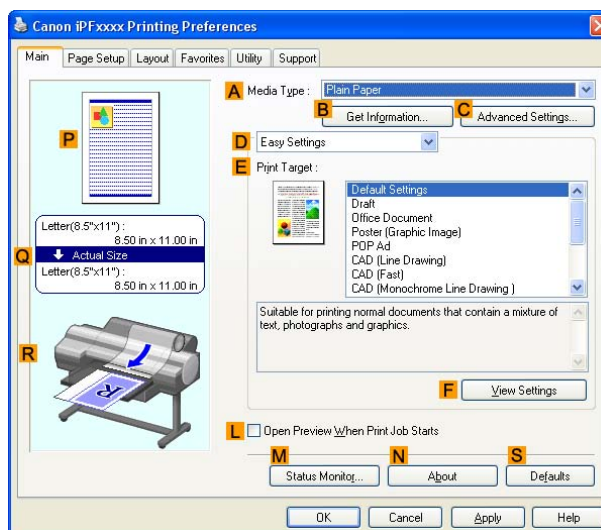 Canon iPFxxxx Printing Preferences
Main Page Setup Layout Favorites Utility Support
A Media Type : Plain Paper
B C
Get Information... Advanced Settings...
D Easy Settings
E Print Target :
P
Default Settings
Draft
Office Document
Poster (Graphic Image)
POP Ad
CAD (Line Drawing)
CAD (Fast)
CAD (Monochrome Line Drawing )
Letter(8.5"x11") :
8.50 in x 11.00 in
Q Actual Size
Letter(8.5"x11") :
8.50 in x 11.00 in
Suitable for printing normal documents that contain a mixture of
text, photographs and graphics.
R
R
F View Settings
L Open Preview When Print Job Starts
M N S
Status Monitor... About Defaults
OK Cancel Apply Help